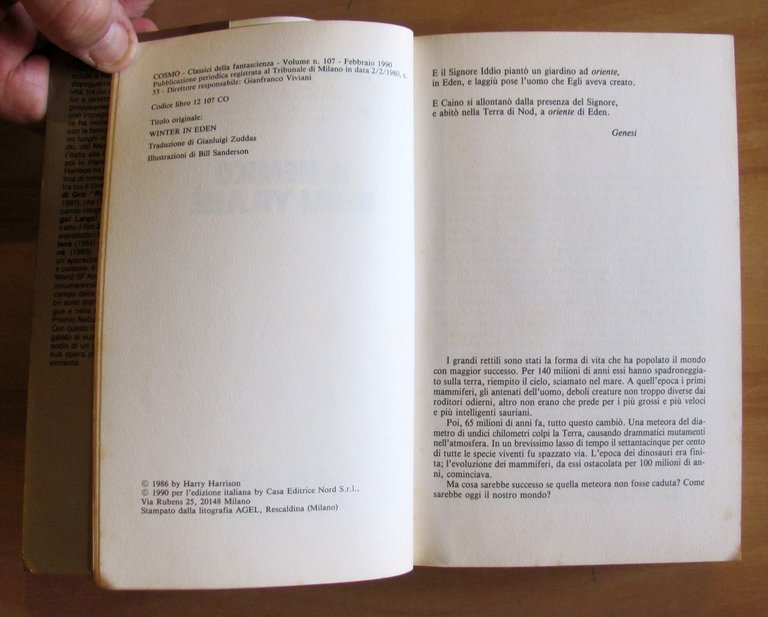 COSMO - Classici della fantascienza - Volume n. 107 - Febbraio 1990
Pubblicazione periodica registrata al Tribunale di Milano in data 2/2/1980, n.
53 - Direttore responsabile: Gianfranco Viviani
Codice libro 12 107 CO
Titolo originale:
WINTER IN EDEN
Traduzione di Gianluigi Zuddas
Illustrazioni di Bill Sanderson
© 1986 by Harry Harrison
© 1990 per l'edizione italiana by Casa Editrice Nord S.r.l.,
Via Rubens 25, 20148 Milano
Stampato dalla litografia AGEL, Rescaldina (Milano)
E il Signore Iddio piantò un giardino ad oriente,
in Eden, e laggiù pose l'uomo che Egli aveva creato.
E Caino si allontanò dalla presenza del Signore,
e abitò nella Terra di Nod, a oriente di Eden.
Genesi
I grandi rettili sono stati la forma di vita che ha popolato il mondo
con maggior successo. Per 140 milioni di anni essi hanno spadroneggia-
to sulla terra, riempito il cielo, sciamato nel mare. A quell'epoca i primi
mammiferi, gli antenati dell'uomo, deboli creature non troppo diverse dai
roditori odierni, altro non erano che prede per i più grossi e più veloci
e più intelligenti sauriani.
Poi, 65 milioni di anni fa, tutto questo cambiò. Una meteora del dia-
metro di undici chilometri colpì la Terra, causando drammatici mutamenti
nell'atmosfera. In un brevissimo lasso di tempo il settantacinque per cento
di tutte le specie viventi fu spazzato via. L'epoca dei dinosauri era fini-
ta; l'evoluzione dei mammiferi, da essi ostacolata per 100 milioni di an-
ni, cominciava.
Ma cosa sarebbe successo se quella meteora non fosse caduta? Come
sarebbe oggi il nostro mondo?